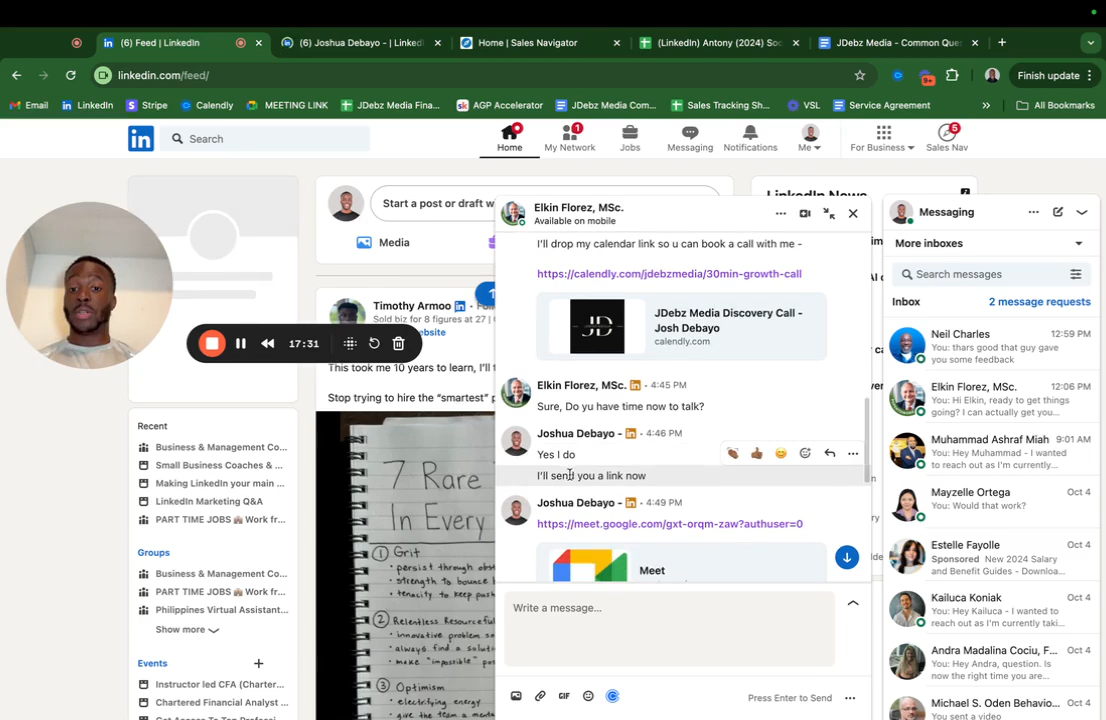 (6) Feed | LinkedIn
(6) Joshua Debayo - | Linked
Home | Sales Navigator
(LinkedIn) Antony (2024) Soc
JDebz Media - Common Que
linkedin.com/feed/
9+
Finish update
Email
LinkedIn
Stripe
Calendly
MEETING LINK
JDebz Media Fina...
AGP Accelerator
JDebz Media Com...
Sales Tracking Sh...
VSL
Service Agreement
»
All Bookmarks
in
Search
Home
1
My Network
Jobs
Messaging
Notifications
Me
For Business
5
Sales Nav
Start a post or draft w
Media
LinkedIn News
Timothy Armoo
Sold biz for 8 figures at 27 |
17:31
This took me 10 years to learn, I'll
Stop trying to hire the "smartest" p
7 Rare
In Every
① Grit
persist through
strength to bounce
tenacity to keep
② Relentless Resourceful
innovative problem
always find a
make "impossible"
③ Optimism
electrifying energy
give the team a
Recent
Business & Management Co...
Small Business Coaches & ...
Making LinkedIn your main ...
LinkedIn Marketing Q&A
PART TIME JOBS 🏠 Work fr...
Groups
Business & Management Co...
PART TIME JOBS 🏠 Work fr...
Philippines Virtual Assistant...
Show more
Events
Instructor led CFA (Charter...
Chartered Financial Analyst ...
Elkin Florez, MSc.
Available on mobile
I'll drop my calendar link so u can book a call with me -
https://calendly.com/jdebzmedia/30min-growth-call
JD
JDebz Media Discovery Call -
Josh Debayo
calendly.com
Elkin Florez, MSc. in • 4:45 PM
Sure, Do yu have time now to talk?
Joshua Debayo - in • 4:46 PM
Yes I do
I'll send you a link now
Joshua Debayo - in • 4:49 PM
https://meet.google.com/gxt-orqm-zaw?authuser=0
Meet
Write a message...
GIF
Press Enter to Send
Messaging
More inboxes
Search messages
Inbox
2 message requests
Neil Charles
12:59 PM
You: thars good that guy gave
you some feedback
Elkin Florez, MSc.
12:06 PM
You: Hi Elkin, ready to get things
going? I can actually get you...
Muhammad Ashraf Miah
9:01 AM
You: Hey Muhammad - I wanted
to reach out as I'm currently...
Mayzelle Ortega
Oct 4
You: Would that work?
Estelle Fayolle
Oct 4
Sponsored New 2024 Salary
and Benefit Guides - Downloa...
Kailuca Koniak
Oct 4
You: Hey Kailuca - I wanted to
reach out as I'm currently taki...
Andra Madalina Cociu, F...
Oct 4
You: Hey Andra, question. Is
now the right time you are...
Muideen Oz Behavio...
Oct 4
You sent a video